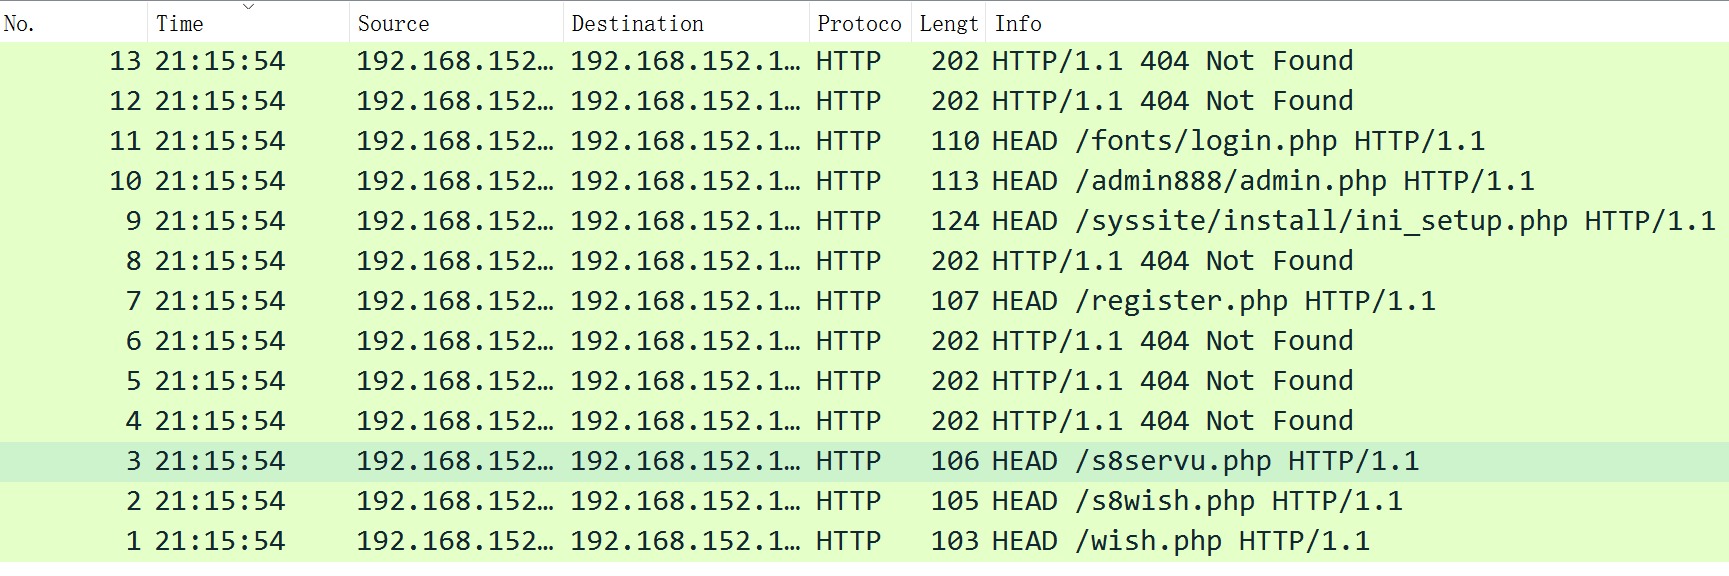 No. Time Source Destination Protoco Lengt Info
13 21:15:54 192.168.152… 192.168.152.1… HTTP 202 HTTP/1.1 404 Not Found
12 21:15:54 192.168.152… 192.168.152.1… HTTP 202 HTTP/1.1 404 Not Found
11 21:15:54 192.168.152… 192.168.152.1… HTTP 110 HEAD /fonts/login.php HTTP/1.1
10 21:15:54 192.168.152… 192.168.152.1… HTTP 113 HEAD /admin888/admin.php HTTP/1.1
9 21:15:54 192.168.152… 192.168.152.1… HTTP 124 HEAD /syssite/install/ini_setup.php HTTP/1.1
8 21:15:54 192.168.152… 192.168.152.1… HTTP 202 HTTP/1.1 404 Not Found
7 21:15:54 192.168.152… 192.168.152.1… HTTP 107 HEAD /register.php HTTP/1.1
6 21:15:54 192.168.152… 192.168.152.1… HTTP 202 HTTP/1.1 404 Not Found
5 21:15:54 192.168.152… 192.168.152.1… HTTP 202 HTTP/1.1 404 Not Found
4 21:15:54 192.168.152… 192.168.152.1… HTTP 202 HTTP/1.1 404 Not Found
3 21:15:54 192.168.152… 192.168.152.1… HTTP 106 HEAD /s8servu.php HTTP/1.1
2 21:15:54 192.168.152… 192.168.152.1… HTTP 105 HEAD /s8wish.php HTTP/1.1
1 21:15:54 192.168.152… 192.168.152.1… HTTP 103 HEAD /wish.php HTTP/1.1